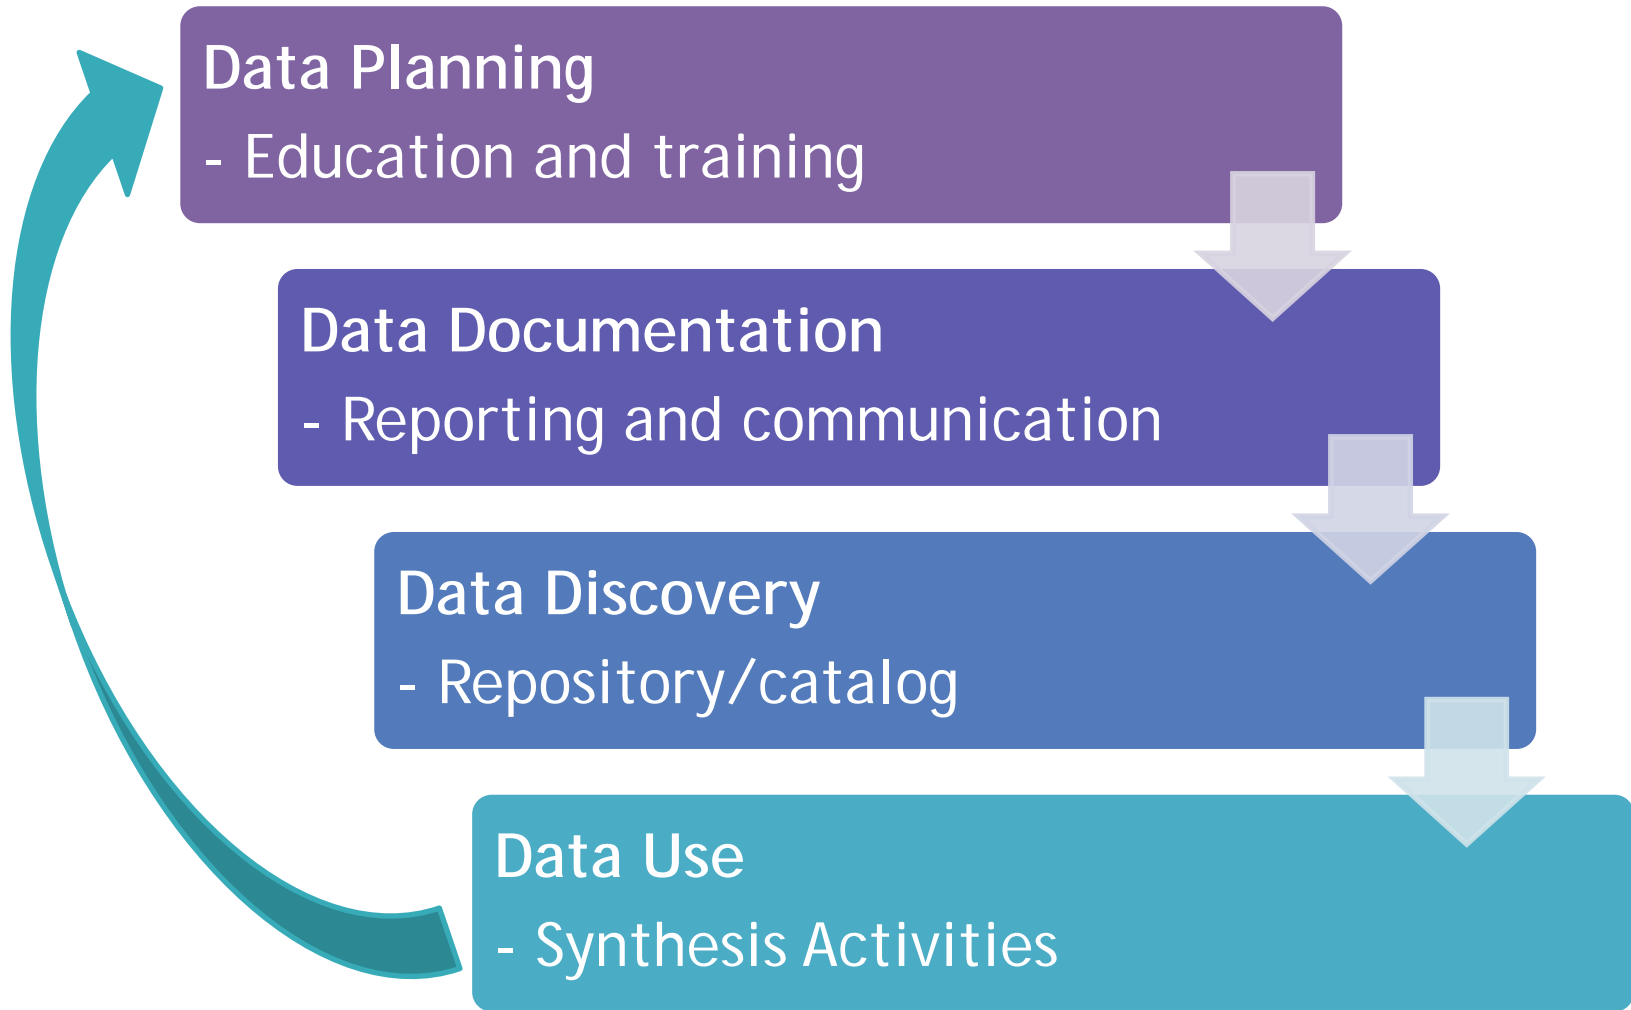 Data Planning
- Education and training
Data Documentation
- Reporting and communication
Data Discovery
- Repository/catalog
Data Use
- Synthesis Activities